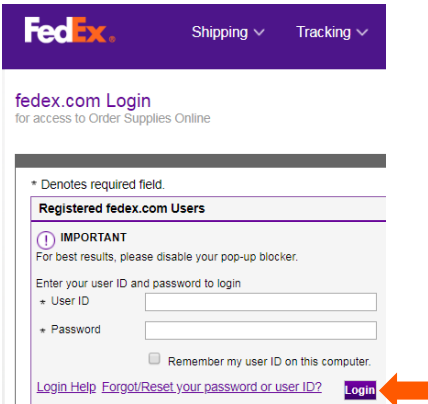 FedEx® Shipping Tracking
fedex.com Login
for access to Order Supplies Online
* Denotes required field.
Registered fedex.com Users
! IMPORTANT
For best results, please disable your pop-up blocker.
Enter your user ID and password to login
* User ID
* Password
Remember my user ID on this computer.
Login Help Forgot/Reset your password or user ID? Login